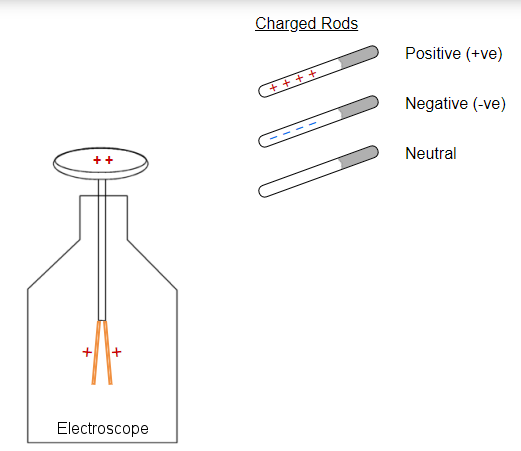 Charged Rods
Positive (+ve)
+ + + +
Negative (-ve)
- - - -
Neutral
+ +
+ +
Electroscope